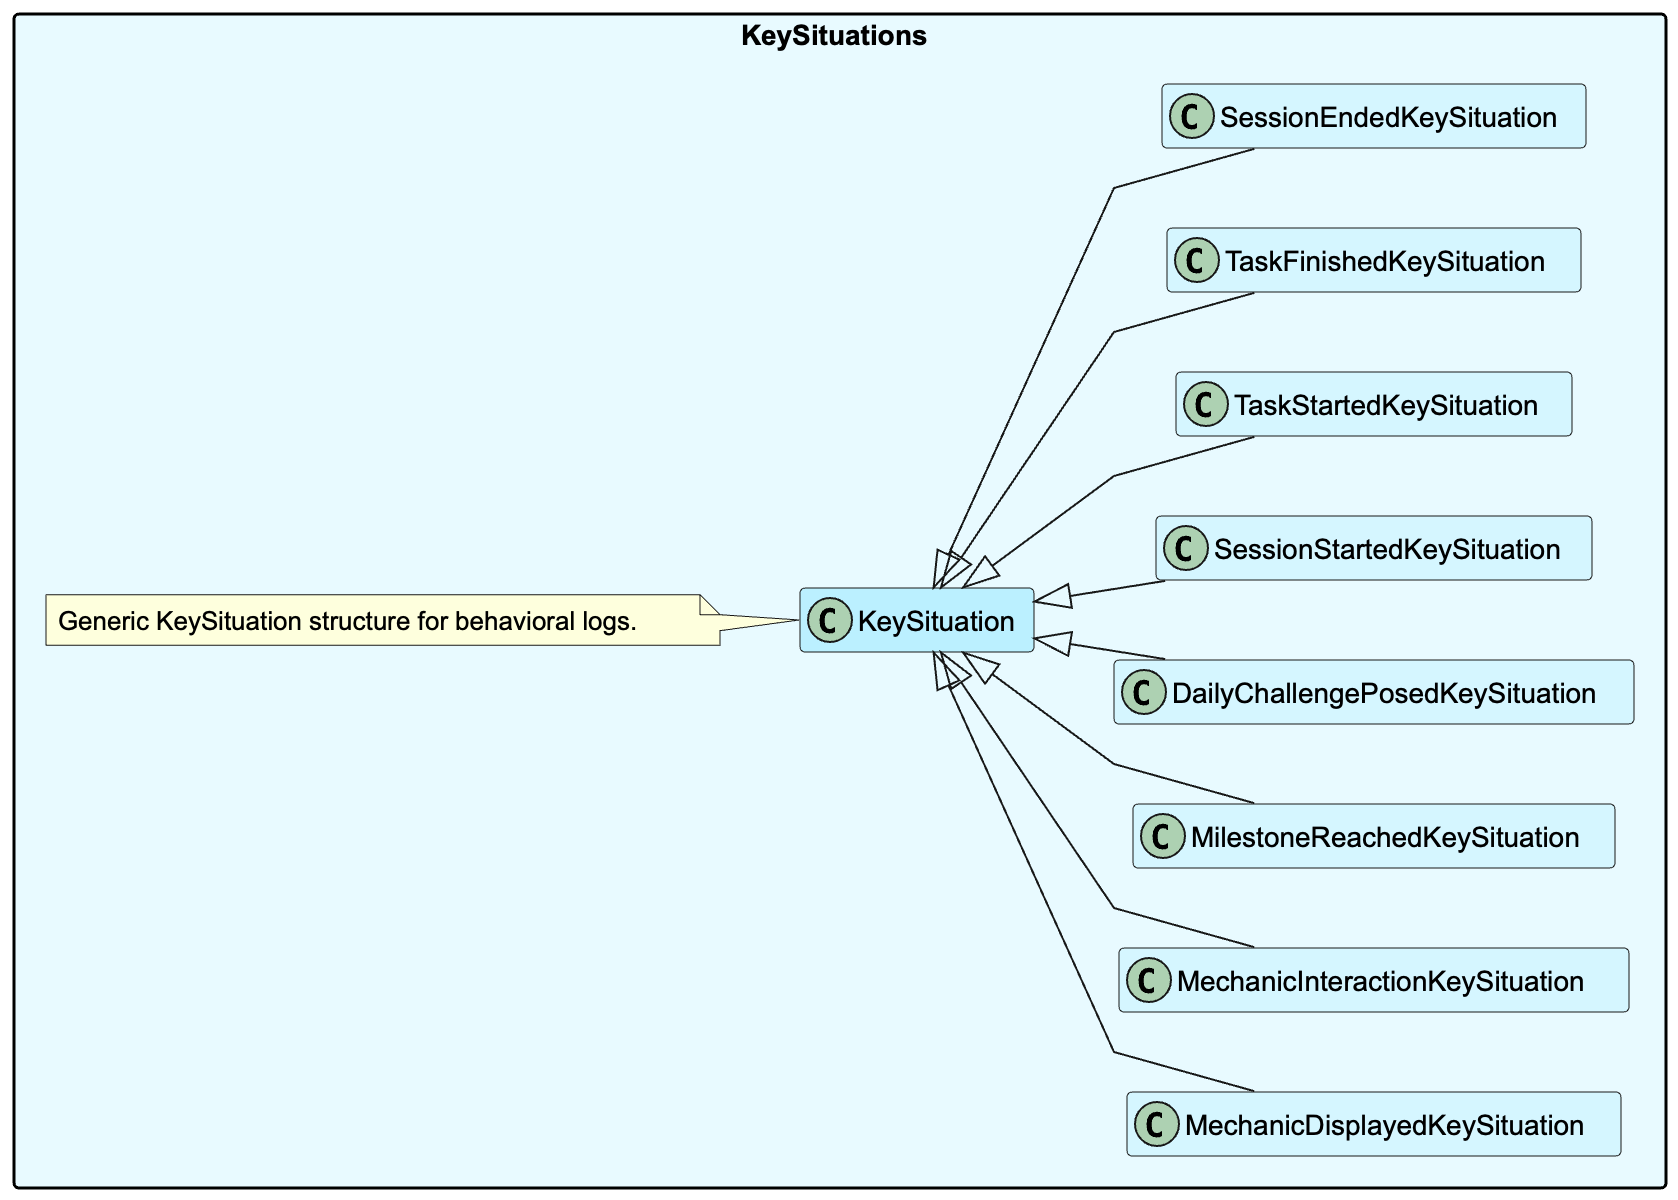 KeySituations
C SessionEndedKeySituation
C TaskFinishedKeySituation
C TaskStartedKeySituation
C SessionStartedKeySituation
Generic KeySituation structure for behavioral logs.
C KeySituation
C DailyChallengePosedKeySituation
C MilestoneReachedKeySituation
C MechanicInteractionKeySituation
C MechanicDisplayedKeySituation